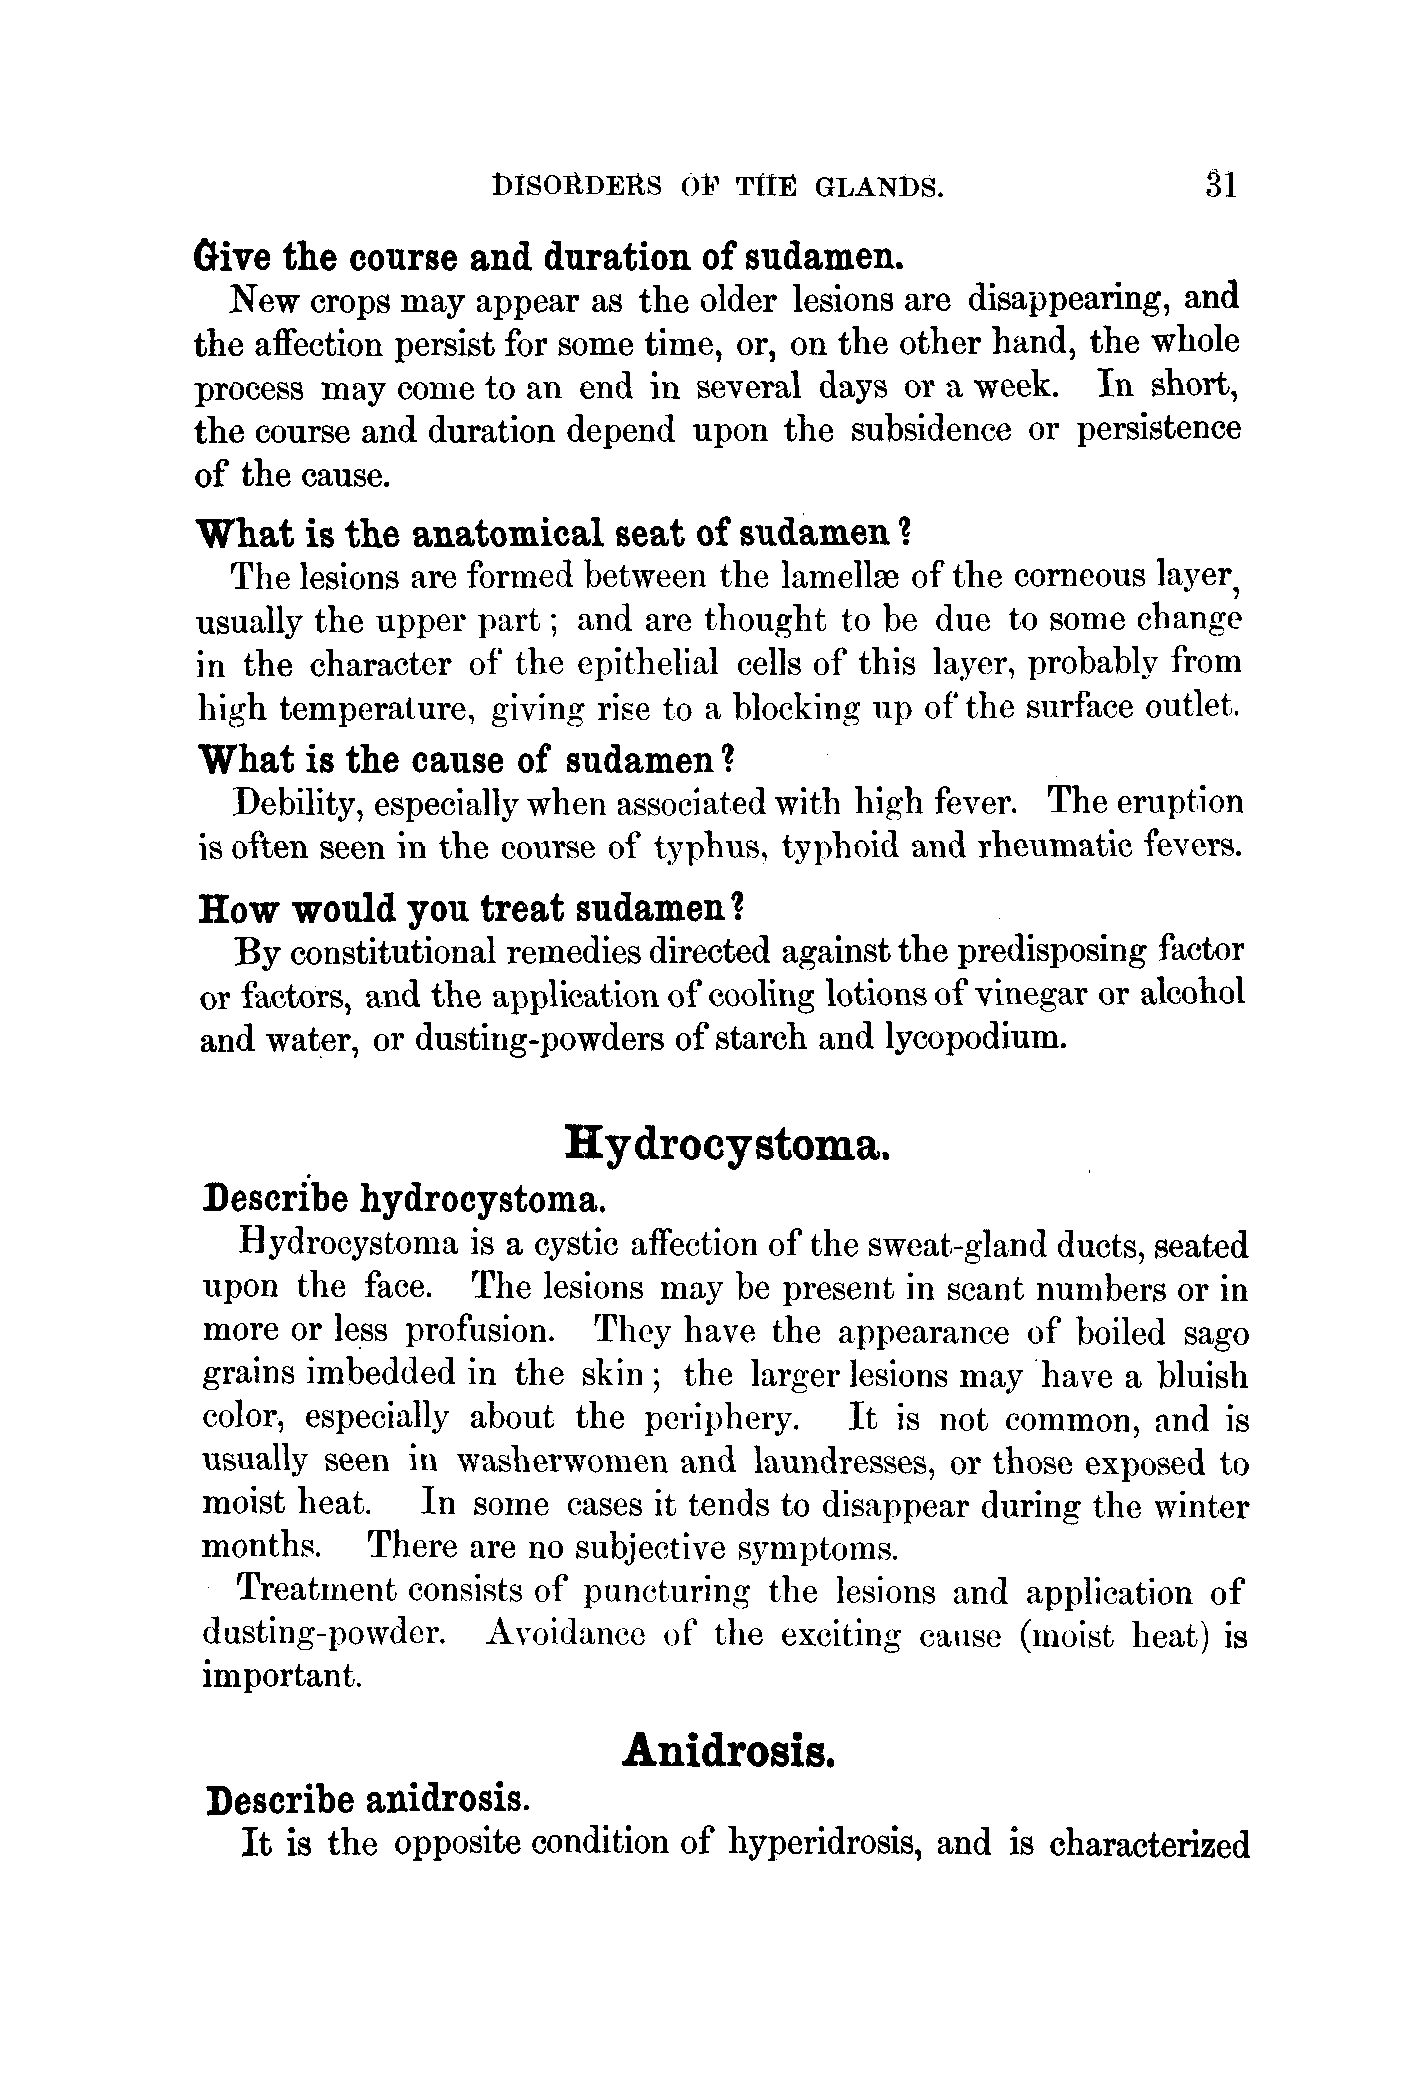 DISORDERS OF THE GLANDS. 31
Give the course and duration of sudamen.
New crops may appear as the older lesions are disappearing, and
the affection persist for some time, or, on the other hand, the whole
process may come to an end in several days or a week. In short,
the course and duration depend upon the subsidence or persistence
of the cause.
What is the anatomical seat of sudamen?
The lesions are formed between the lamellæ of the corneous layer,
usually the upper part; and are thought to be due to some change
in the character of the epithelial cells of this layer, probably from
high temperature, giving rise to a blocking up of the surface outlet.
What is the cause of sudamen?
Debility, especially when associated with high fever. The eruption
is often seen in the course of typhus, typhoid and rheumatic fevers.
How would you treat sudamen?
By constitutional remedies directed against the predisposing factor
or factors, and the application of cooling lotions of vinegar or alcohol
and water, or dusting-powders of starch and lycopodium.
Hydrocystoma.
Describe hydrocystoma.
Hydrocystoma is a cystic affection of the sweat-gland ducts, seated
upon the face. The lesions may be present in scant numbers or in
more or less profusion. They have the appearance of boiled sago
grains imbedded in the skin; the larger lesions may have a bluish
color, especially about the periphery. It is not common, and is
usually seen in washerwomen and laundresses, or those exposed to
moist heat. In some cases it tends to disappear during the winter
months. There are no subjective symptoms.
Treatment consists of puncturing the lesions and application of
dusting-powder. Avoidance of the exciting cause (moist heat) is
important.
Anidrosis.
Describe anidrosis.
It is the opposite condition of hyperidrosis, and is characterized